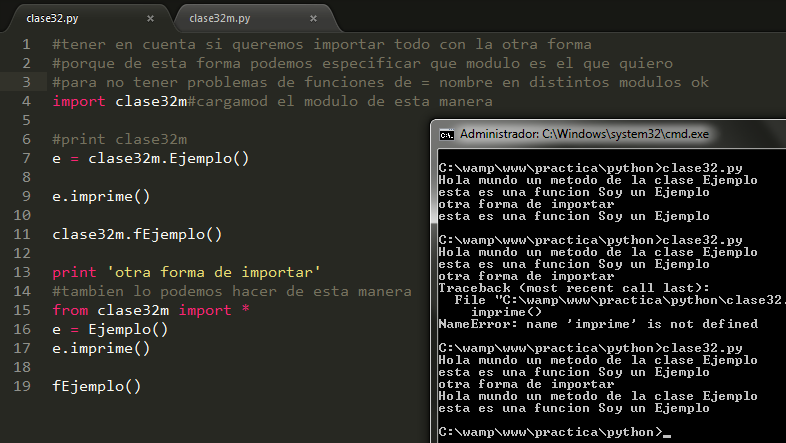 clase32.py × clase32m.py ×
1 #tener en cuenta si queremos importar todo con la otra forma
2 #porque de esta forma podemos especificar que modulo es el que quiero
3 #para no tener problemas de funciones de = nombre en distintos modulos ok
4 import clase32m#cargamod el modulo de esta manera
5
6 #print clase32m
7 e = clase32m.Ejemplo()
8
9 e.imprime()
10
11 clase32m.fEjemplo()
12
13 print 'otra forma de importar'
14 #tambien lo podemos hacer de esta manera
15 from clase32m import *
16 e = Ejemplo()
17 e.imprime()
18
19 fEjemplo()
C:\. Administrador: C:\Windows\system32\cmd.exe
C:\wamp\www\practica\python>clase32.py
Hola mundo un metodo de la clase Ejemplo
esta es una funcion Soy un Ejemplo
otra forma de importar
esta es una funcion Soy un Ejemplo
C:\wamp\www\practica\python>clase32.py
Hola mundo un metodo de la clase Ejemplo
esta es una funcion Soy un Ejemplo
otra forma de importar
Traceback (most recent call last):
File "C:\wamp\www\practica\python\clase32.
imprime()
NameError: name 'imprime' is not defined
C:\wamp\www\practica\python>clase32.py
Hola mundo un metodo de la clase Ejemplo
esta es una funcion Soy un Ejemplo
otra forma de importar
Hola mundo un metodo de la clase Ejemplo
esta es una funcion Soy un Ejemplo
C:\wamp\www\practica\python>_